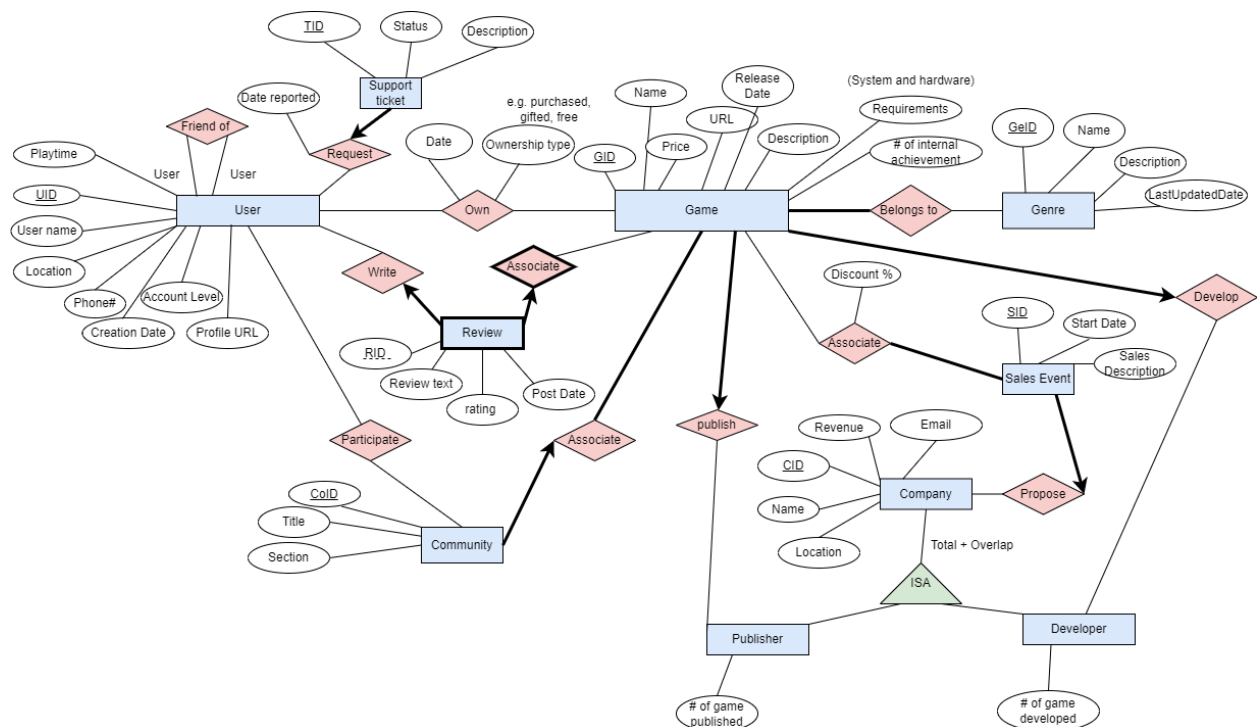 TID
Status
Description
Support
ticket
Date reported
Friend of
Request
User
User
Playtime
UID
User name
Location
Phone#
Creation Date
Account Level
Profile URL
User
Date
e.g. purchased,
gifted, free
Ownership type
Own
Name
Release
Date
URL
Price
GID
Description
(System and hardware)
Requirements
# of internal
achievement
Game
Belongs to
GeID
Name
Description
LastUpdatedDate
Genre
Write
Associate
Review
RID
Review text
rating
Post Date
Discount %
Associate
Develop
SID
Start Date
Sales
Description
Sales Event
Participate
Associate
publish
Revenue
Email
CID
Company
Propose
Name
Location
Total + Overlap
ISA
CoID
Title
Section
Community
Publisher
Developer
# of game
published
# of game
developed